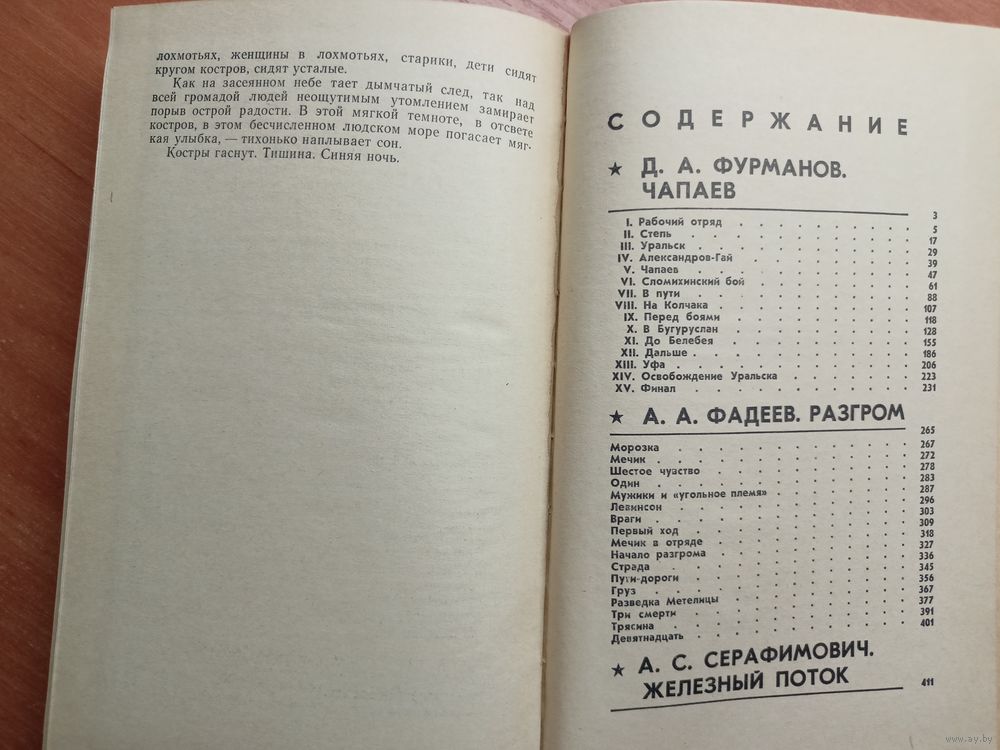 лохмотьях, женщины в лохмотьях, старики, дети сидят
кругом костров, сидят усталые.
Как на засеянном небе тает дымчатый след, так над
всей громадой людей неощутимым утомлением замирает
порыв острой радости. В этой мягкой темноте, в отсвете
костров, в этом бесчисленном людском море погасает мяг-
кая улыбка, — тихонько наплывает сон.
Костры гаснут. Тишина. Синяя ночь.
СОДЕРЖАНИЕ
★ Д. А. ФУРМАНОВ.
ЧАПАЕВ
3
I. Рабочий отряд . . . . . . . . 5
II. Степь . . . . . . . . 17
III. Уральск . . . . . . . . 29
IV. Александров-Гай . . . . . . . . 39
V. Чапаев . . . . . . . . 47
VI. Сломихинский бой . . . . . . . . 61
VII. В пути . . . . . . . . 88
VIII. На Колчака . . . . . . . . 107
IX. Перед боями . . . . . . . . 118
X. В Бугуруслан . . . . . . . . 128
XI. До Белебея . . . . . . . . 155
XII. Дальше . . . . . . . . 186
XIII. Уфа . . . . . . . . 206
XIV. Освобождение Уральска . . . . . . . . 223
XV. Финал . . . . . . . . 231
★ А. А. ФАДЕЕВ. РАЗГРОМ
265
Морозка . . . . . . . . 267
Мечик . . . . . . . . 272
Шестое чувство . . . . . . . . 278
Один . . . . . . . . 283
Мужики и «угольное племя» . . . . . . . . 287
Левинсон . . . . . . . . 296
Враги . . . . . . . . 303
Первый ход . . . . . . . . 309
Мечик в отряде . . . . . . . . 318
Начало разгрома . . . . . . . . 327
Страда . . . . . . . . 336
Пути-дороги . . . . . . . . 345
Груз . . . . . . . . 356
Разведка Метелицы . . . . . . . . 367
Три смерти . . . . . . . . 377
Трясина . . . . . . . . 391
Девятнадцать . . . . . . . . 401
★ А. С. СЕРАФИМОВИЧ.
ЖЕЛЕЗНЫЙ ПОТОК
411
www.ay.by